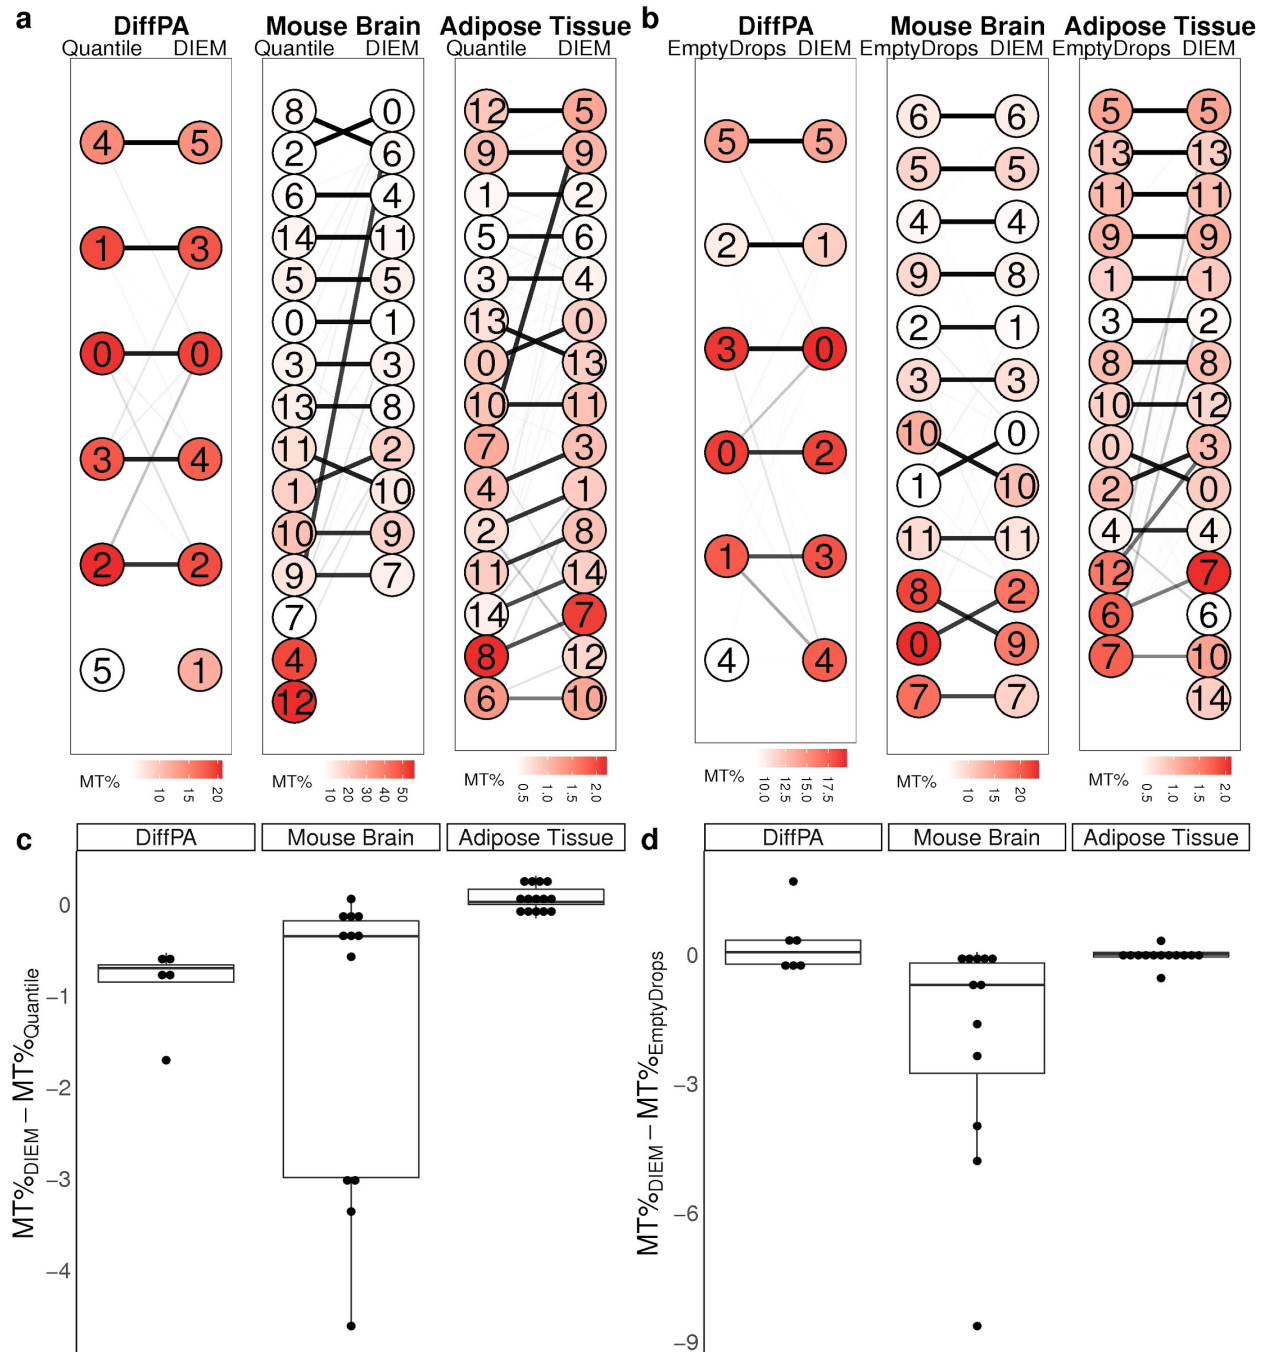 a
DiffPA
Mouse Brain
Adipose Tissue
Quantile DIEM
Quantile DIEM
Quantile DIEM
4 5
1 3
0 0
3 4
2 2
5 1
8 0
2 6
6 4
14 11
5 5
0 1
3 3
13 8
11 2
1 10
10 9
9 7
7
4
12
12 5
9 9
1 2
5 6
3 4
13 0
0 13
10 11
7 3
4 1
2 8
11 14
14 7
8 12
6 10
MT%
10 15 20
MT%
10 20 30 40 50
MT%
0.5 1.0 1.5 2.0
b
DiffPA
Mouse Brain
Adipose Tissue
EmptyDrops DIEM
EmptyDrops DIEM
EmptyDrops DIEM
5 5
2 1
3 0
0 2
1 3
4 4
6 6
5 5
4 4
9 8
2 1
3 3
10 0
1 10
11 11
8 2
0 9
7 7
5 5
13 13
11 11
9 9
1 1
3 2
8 8
10 12
0 3
2 0
4 4
12 7
6 6
7 10
14
MT%
10.0 12.5 15.0 17.5
MT%
10 15 20
MT%
0.5 1.0 1.5 2.0
c
DiffPA
Mouse Brain
Adipose Tissue
MT%DIEM − MT%Quantile
0
−1
−2
−3
−4
d
DiffPA
Mouse Brain
Adipose Tissue
MT%DIEM − MT%EmptyDrops
0
−3
−6
−9